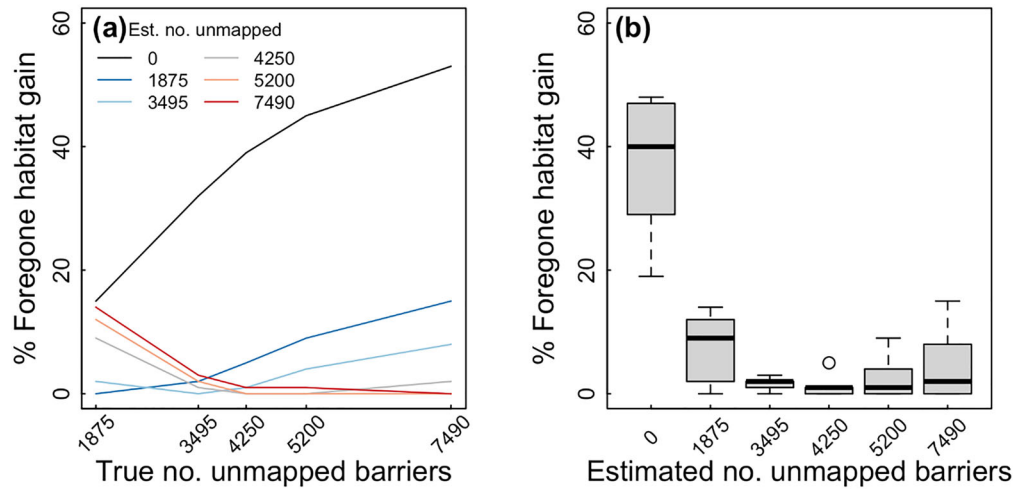 (a) Est. no. unmapped
0 4250
1875 5200
3495 7490
% Foregone habitat gain
60
40
20
0
1875 3495 4250 5200 7490
True no. unmapped barriers
(b)
% Foregone habitat gain
60
40
20
0
0 1875 3495 4250 5200 7490
Estimated no. unmapped barriers